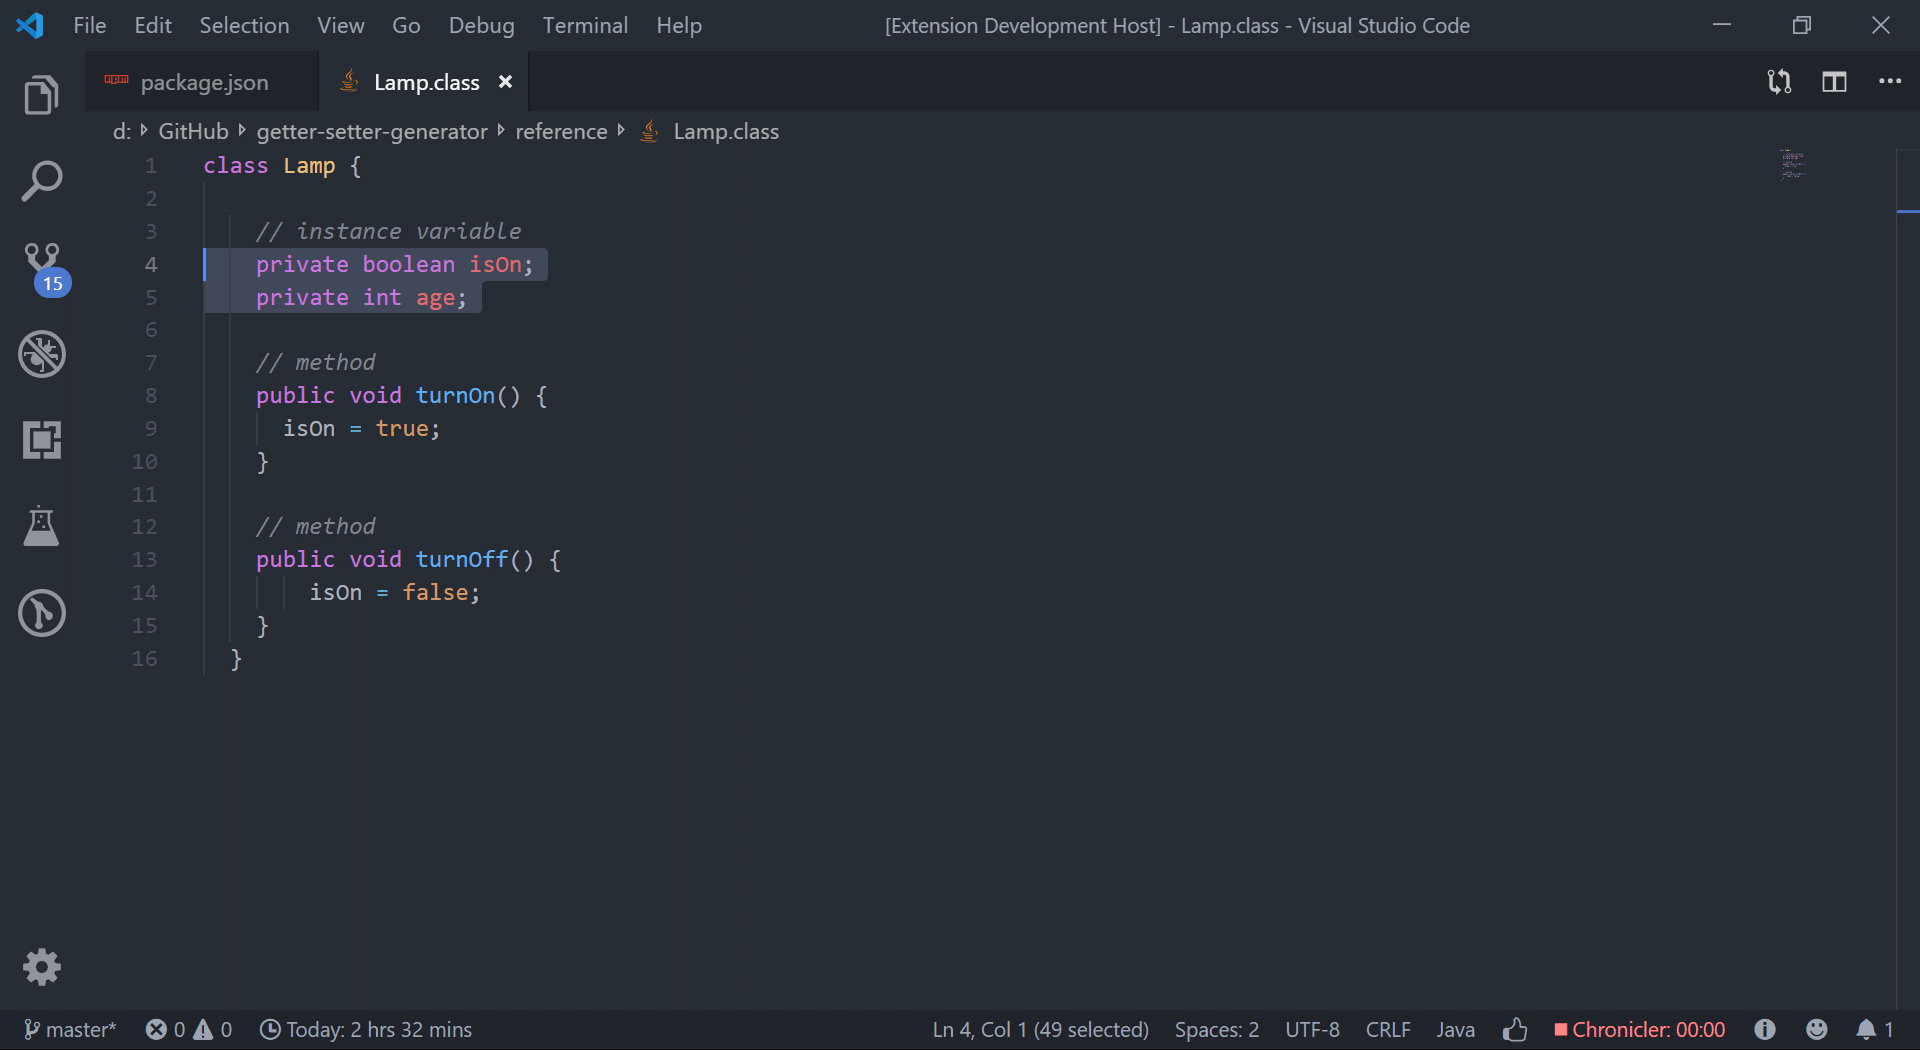 File Edit Selection View Go Debug Terminal Help [Extension Development Host] - Lamp.class - Visual Studio Code
package.json Lamp.class
d: GitHub getter-setter-generator reference Lamp.class
1 class Lamp {
2
3 // instance variable
4 private boolean isOn;
5 private int age;
6
7 // method
8 public void turnOn() {
9 isOn = true;
10 }
11
12 // method
13 public void turnOff() {
14 isOn = false;
15 }
16 }
15
master* 0 0 Today: 2 hrs 32 mins Ln 4, Col 1 (49 selected) Spaces: 2 UTF-8 CRLF Java Chronicler: 00:00 1